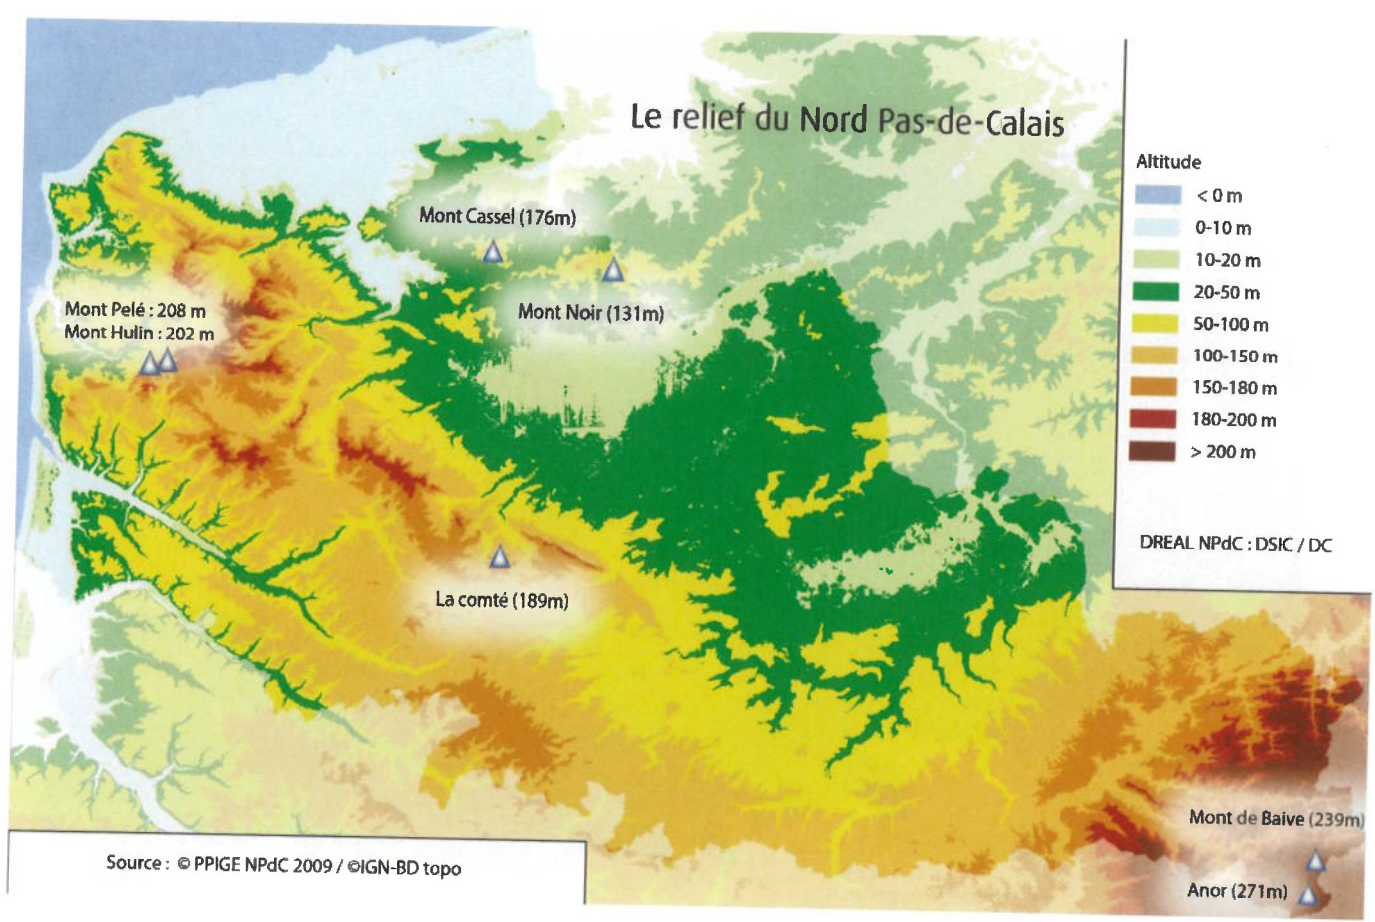 Le relief du Nord Pas-de-Calais
Altitude
< 0 m
0-10 m
10-20 m
20-50 m
50-100 m
100-150 m
150-180 m
180-200 m
> 200 m
Mont Cassel (176m)
Mont Noir (131m)
Mont Pelé : 208 m
Mont Hulin : 202 m
La comté (189m)
DREAL NPdC : DSIC / DC
Mont de Baive (239m)
Anor (271m)
Source : © PPIGE NPdC 2009 / ©IGN-BD topo